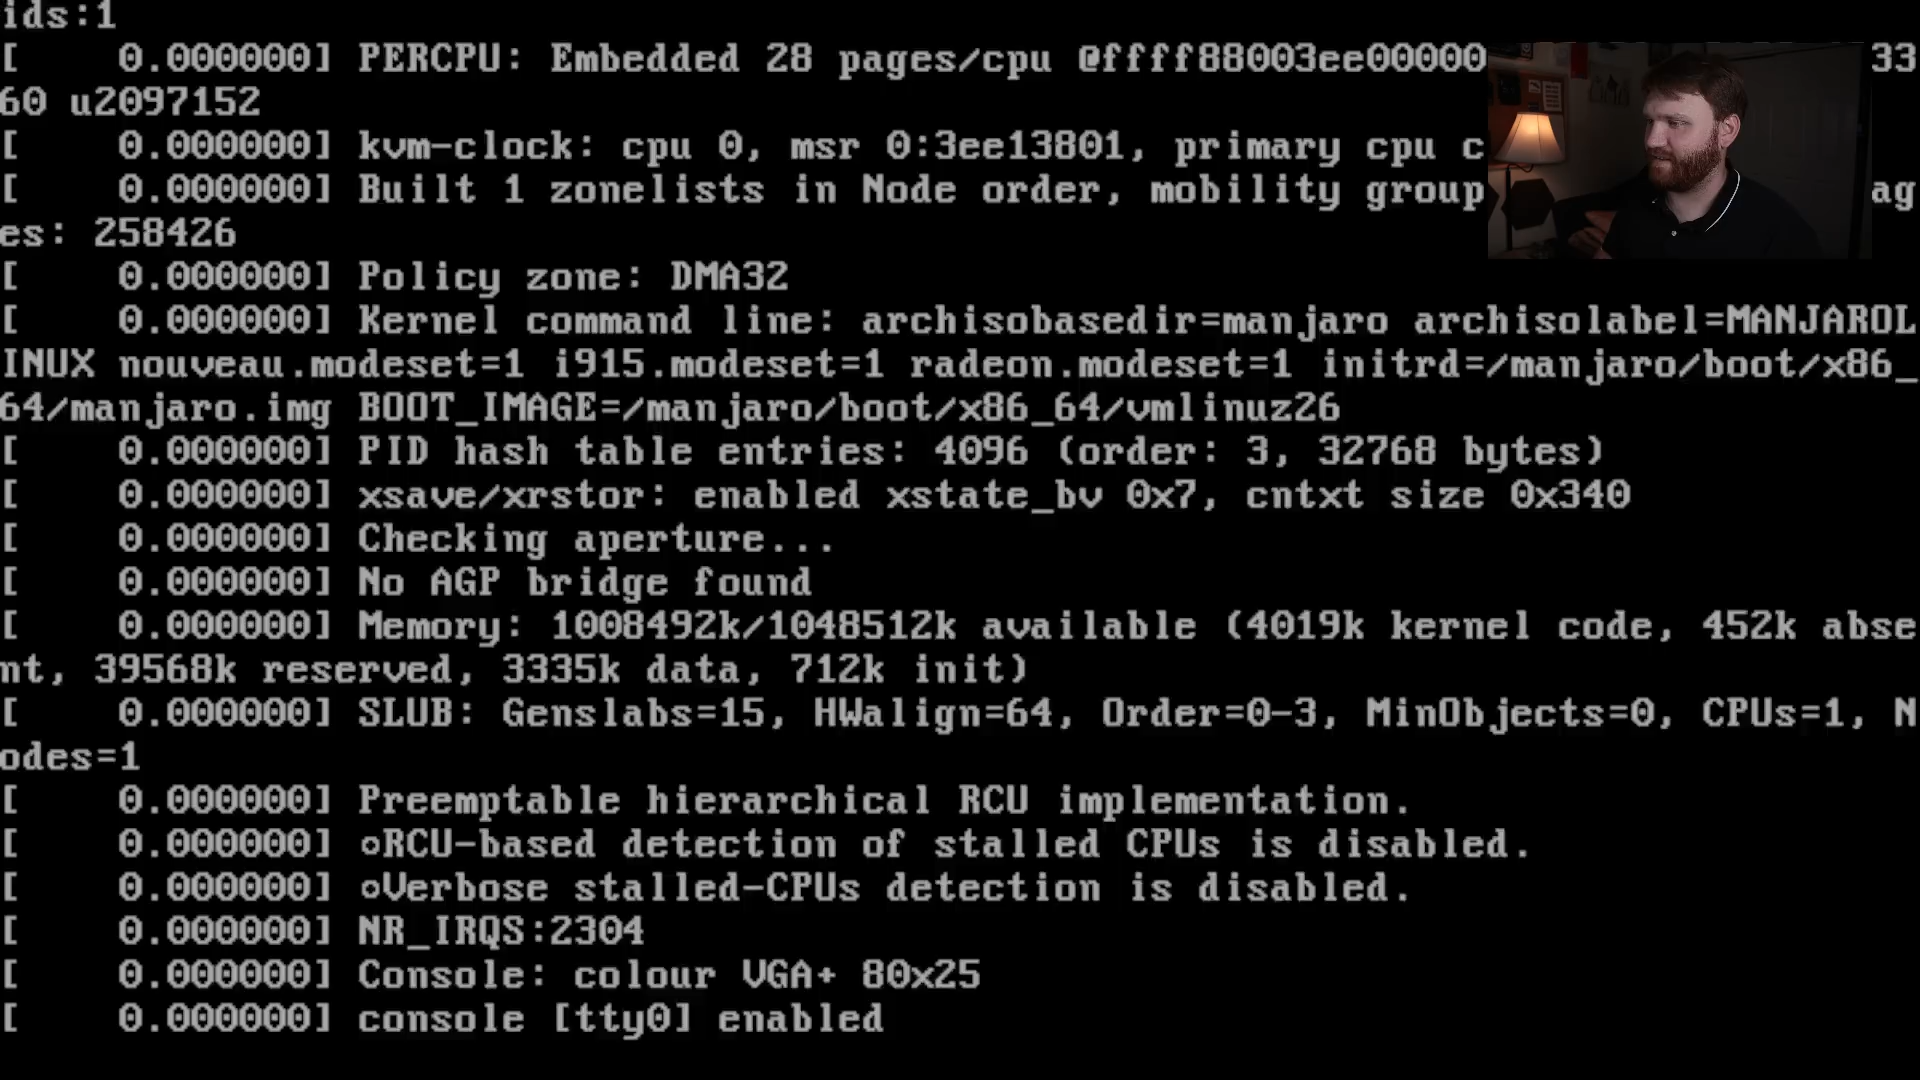 ids:1
[    0.000000] PERCPU: Embedded 28 pages/cpu @ffff88003ee00000 33
60 u2097152
[    0.000000] kvm-clock: cpu 0, msr 0:3ee13801, primary cpu c
[    0.000000] Built 1 zonelists in Node order, mobility group ag
es: 258426
[    0.000000] Policy zone: DMA32
[    0.000000] Kernel command line: archisobasedir=manjaro archisolabel=MANJAROL
INUX nouveau.modeset=1 i915.modeset=1 radeon.modeset=1 initrd=/manjaro/boot/x86_
64/manjaro.img BOOT_IMAGE=/manjaro/boot/x86_64/vmlinuz26
[    0.000000] PID hash table entries: 4096 (order: 3, 32768 bytes)
[    0.000000] xsave/xrstor: enabled xstate_bv 0x7, cntxt size 0x340
[    0.000000] Checking aperture...
[    0.000000] No AGP bridge found
[    0.000000] Memory: 1008492k/1048512k available (4019k kernel code, 452k abse
nt, 39568k reserved, 3335k data, 712k init)
[    0.000000] SLUB: Genslabs=15, HWalign=64, Order=0-3, MinObjects=0, CPUs=1, N
odes=1
[    0.000000] Preemptable hierarchical RCU implementation.
[    0.000000] oRCU-based detection of stalled CPUs is disabled.
[    0.000000] oVerbose stalled-CPUs detection is disabled.
[    0.000000] NR_IRQS:2304
[    0.000000] Console: colour VGA+ 80x25
[    0.000000] console [tty0] enabled